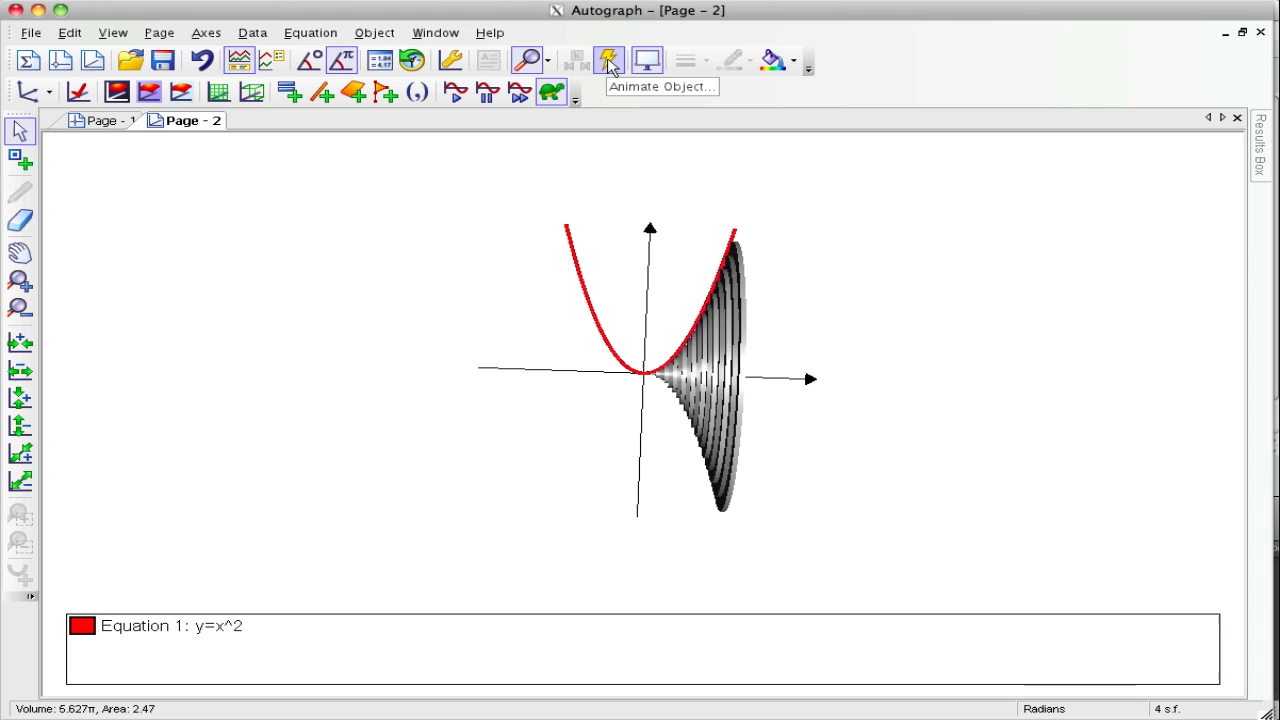 Autograph - [Page - 2]
File Edit View Page Axes Data Equation Object Window Help
Animate Object...
Page - 1 Page - 2
Results Box
Equation 1: y=x^2
Volume: 5.627π, Area: 2.47 Radians 4 s.f.